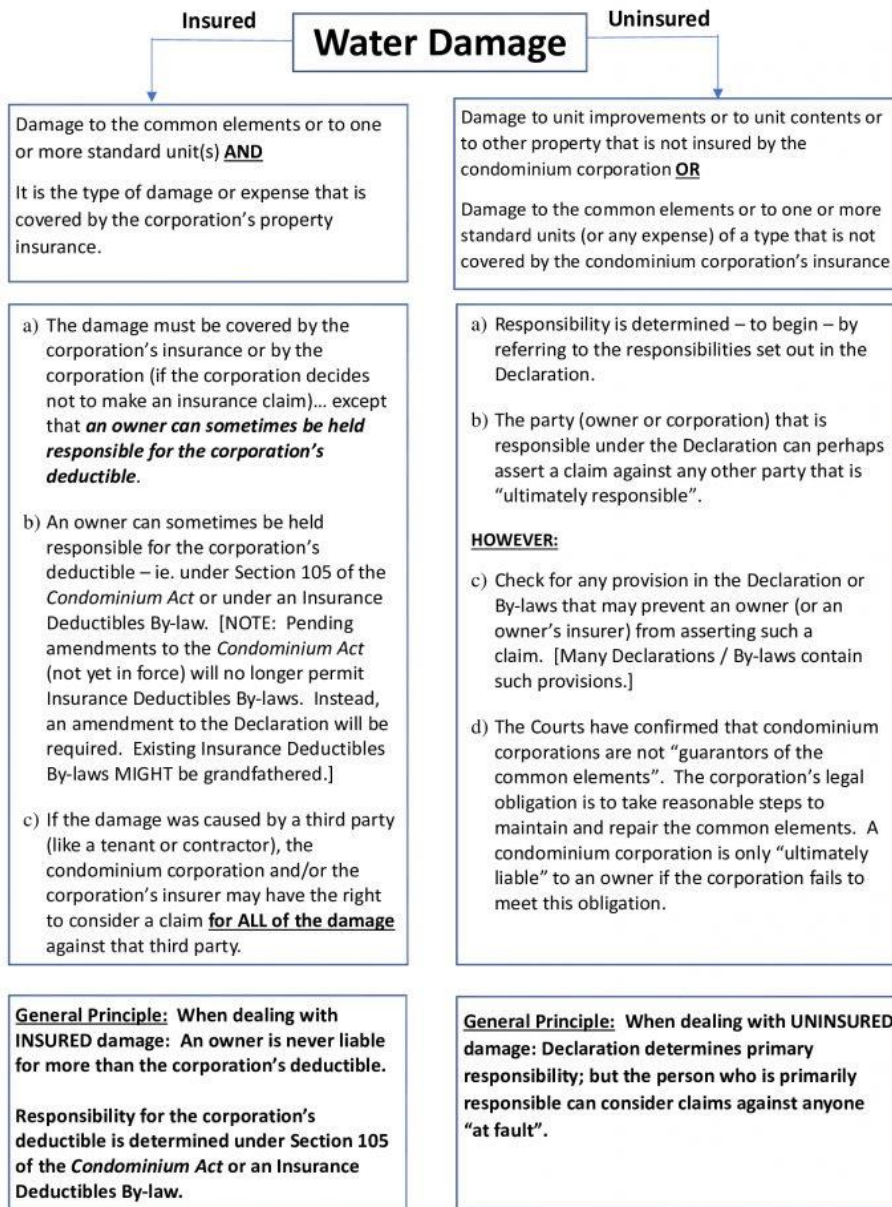 Insured
Water Damage
Uninsured
Damage to the common elements or to one
or more standard unit(s) AND
It is the type of damage or expense that is
covered by the corporation's property
insurance.
a) The damage must be covered by the
corporation's insurance or by the
corporation (if the corporation decides
not to make an insurance claim)... except
that an owner can sometimes be held
responsible for the corporation's
deductible.
b) An owner can sometimes be held
responsible for the corporation's
deductible – ie. under Section 105 of the
Condominium Act or under an Insurance
Deductibles By-law. [NOTE: Pending
amendments to the Condominium Act
(not yet in force) will no longer permit
Insurance Deductibles By-laws. Instead,
an amendment to the Declaration will be
required. Existing Insurance Deductibles
By-laws MIGHT be grandfathered.]
c) If the damage was caused by a third party
(like a tenant or contractor), the
condominium corporation and/or the
corporation's insurer may have the right
to consider a claim for ALL of the damage
against that third party.
General Principle: When dealing with
INSURED damage: An owner is never liable
for more than the corporation's deductible.
Responsibility for the corporation's
deductible is determined under Section 105
of the Condominium Act or an Insurance
Deductibles By-law.
Damage to unit improvements or to unit contents or
to other property that is not insured by the
condominium corporation OR
Damage to the common elements or to one or more
standard units (or any expense) of a type that is not
covered by the condominium corporation's insurance
a) Responsibility is determined – to begin – by
referring to the responsibilities set out in the
Declaration.
b) The party (owner or corporation) that is
responsible under the Declaration can perhaps
assert a claim against any other party that is
"ultimately responsible".
HOWEVER:
c) Check for any provision in the Declaration or
By-laws that may prevent an owner (or an
owner's insurer) from asserting such a
claim. [Many Declarations / By-laws contain
such provisions.]
d) The Courts have confirmed that condominium
corporations are not "guarantors of the
common elements". The corporation's legal
obligation is to take reasonable steps to
maintain and repair the common elements. A
condominium corporation is only "ultimately
liable" to an owner if the corporation fails to
meet this obligation.
General Principle: When dealing with UNINSURED
damage: Declaration determines primary
responsibility; but the person who is primarily
responsible can consider claims against anyone
"at fault".